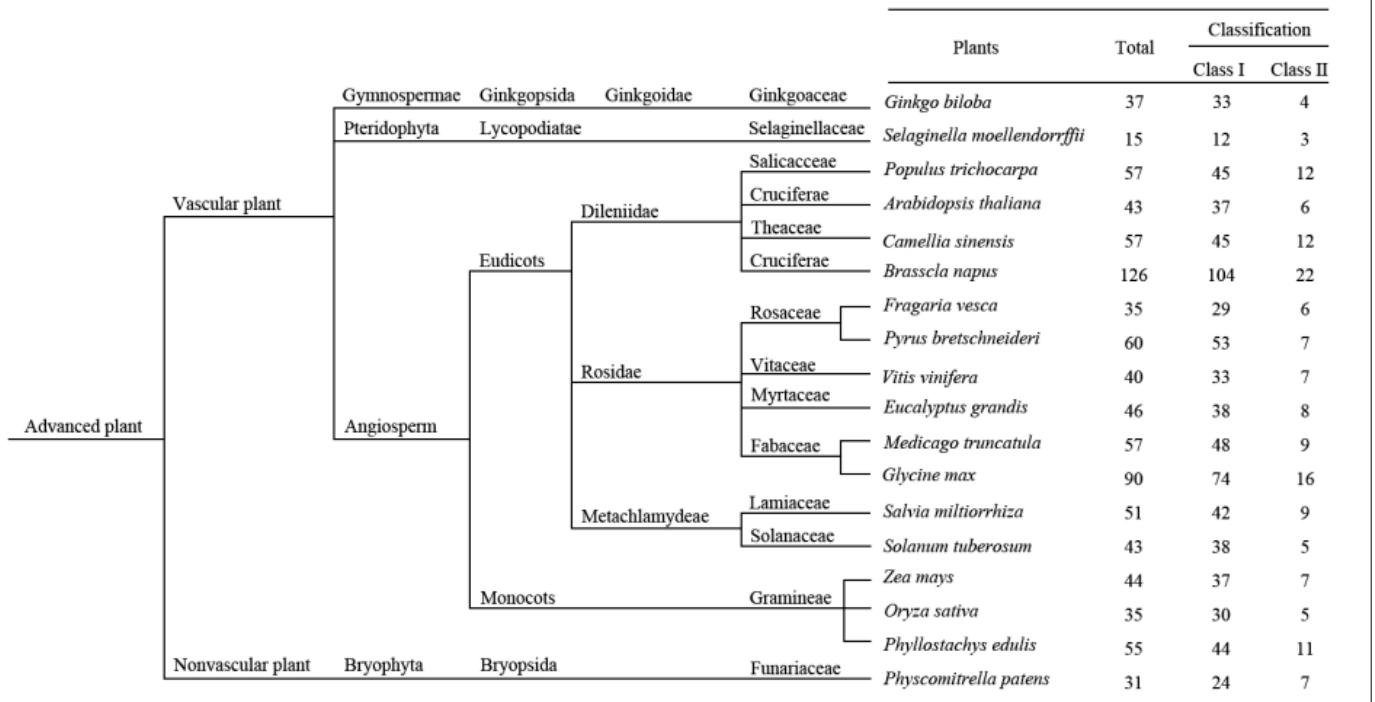 Classification
Plants Total
Class I Class II
Gymnospermae Ginkgopsida Ginkgoidae Ginkgoaceae Ginkgo biloba 37 33 4
Pteridophyta Lycopodiatae Selaginellaceae Selaginella moellendorrffii 15 12 3
Salicacceae Populus trichocarpa 57 45 12
Vascular plant Cruciferae Arabidopsis thaliana 43 37 6
Dileniidae
Theaceae Camellia sinensis 57 45 12
Eudicots Cruciferae Brasscla napus 126 104 22
Rosaceae Fragaria vesca 35 29 6
Pyrus bretschneideri 60 53 7
Rosidae Vitaceae Vitis vinifera 40 33 7
Myrtaceae Eucalyptus grandis 46 38 8
Advanced plant Angiosperm
Fabaceae Medicago truncatula 57 48 9
Glycine max 90 74 16
Lamiaceae Salvia miltiorrhiza 51 42 9
Metachlamydeae
Solanaceae Solanum tuberosum 43 38 5
Zea mays 44 37 7
Monocots Gramineae Oryza sativa 35 30 5
Phyllostachys edulis 55 44 11
Nonvascular plant Bryophyta Bryopsida Funariaceae Physcomitrella patens 31 24 7